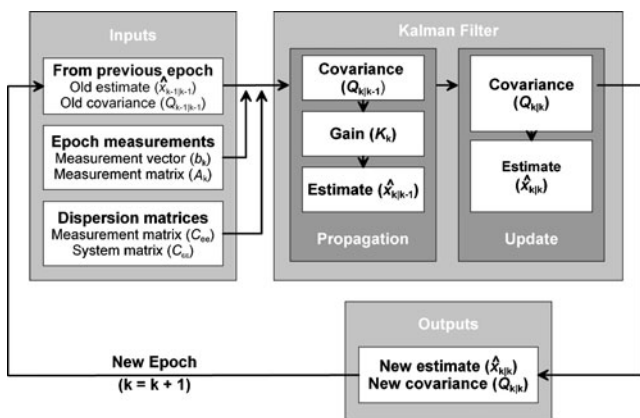 Inputs
From previous epoch
Old estimate (x̂k-1|k-1)
Old covariance (Qk-1|k-1)
Epoch measurements
Measurement vector (bk)
Measurement matrix (Ak)
Dispersion matrices
Measurement matrix (Cee)
System matrix (Cεε)
Kalman Filter
Covariance
(Qk|k-1)
Gain (Kk)
Estimate (x̂k|k-1)
Propagation
Covariance
(Qk|k)
Estimate
(x̂k|k)
Update
Outputs
New estimate (x̂k|k)
New covariance (Qk|k)
New Epoch
(k = k + 1)